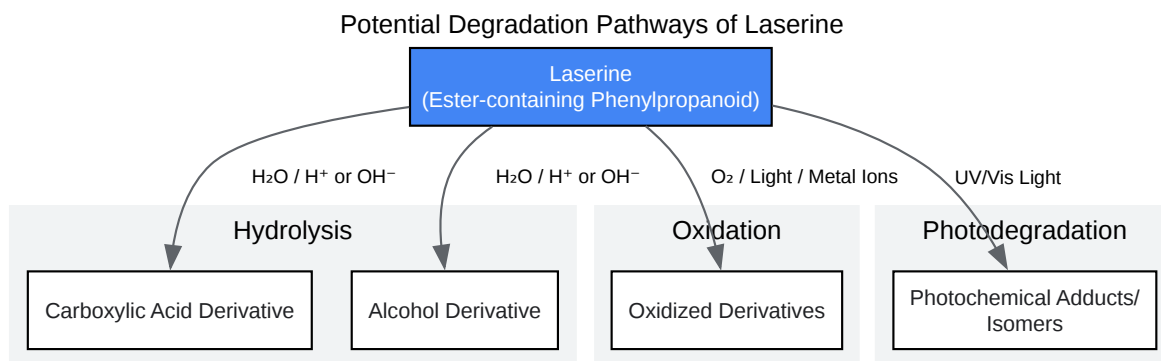 Potential Degradation Pathways of Laserine
Laserine
(Ester-containing Phenylpropanoid)
H₂O / H⁺ or OH⁻
H₂O / H⁺ or OH⁻
O₂ / Light / Metal Ions
UV/Vis Light
Hydrolysis
Oxidation
Photodegradation
Carboxylic Acid Derivative
Alcohol Derivative
Oxidized Derivatives
Photochemical Adducts/
Isomers